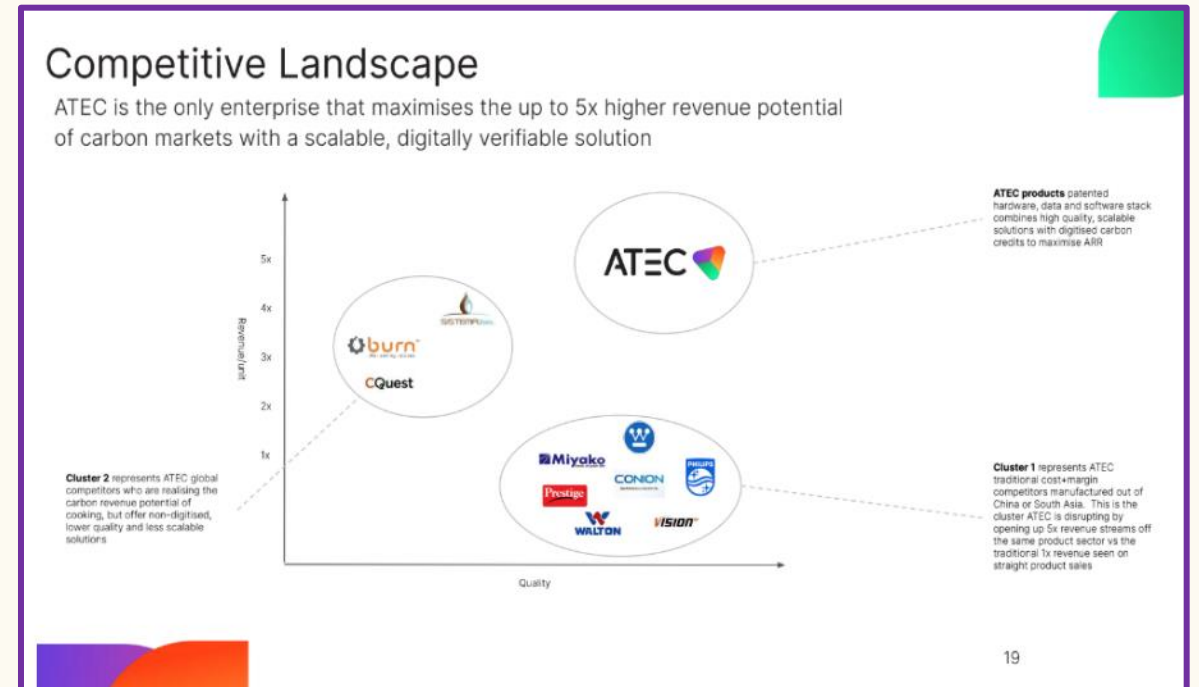 Competitive Landscape
ATEC is the only enterprise that maximises the up to 5x higher revenue potential
of carbon markets with a scalable, digitally verifiable solution
ATEC products patented
hardware, data and software stack
combines high quality, scalable
solutions with digitised carbon
credits to maximise ARR
ATEC
5x
4x
3x
2x
1x
Revenue/unit
burn
CQuest
Miyako
Prestige
CONION
PHILIPS
WALTON
VISION
Cluster 2 represents ATEC global
competitors who are realising the
carbon revenue potential of
cooking, but offer non-digitised,
lower quality and less scalable
solutions
Cluster 1 represents ATEC
traditional cost+margin
competitors manufactured out of
China or South Asia. This is the
cluster ATEC is disrupting by
opening up 5x revenue streams off
the same product sector vs the
traditional 1x revenue seen on
straight product sales
Quality
19